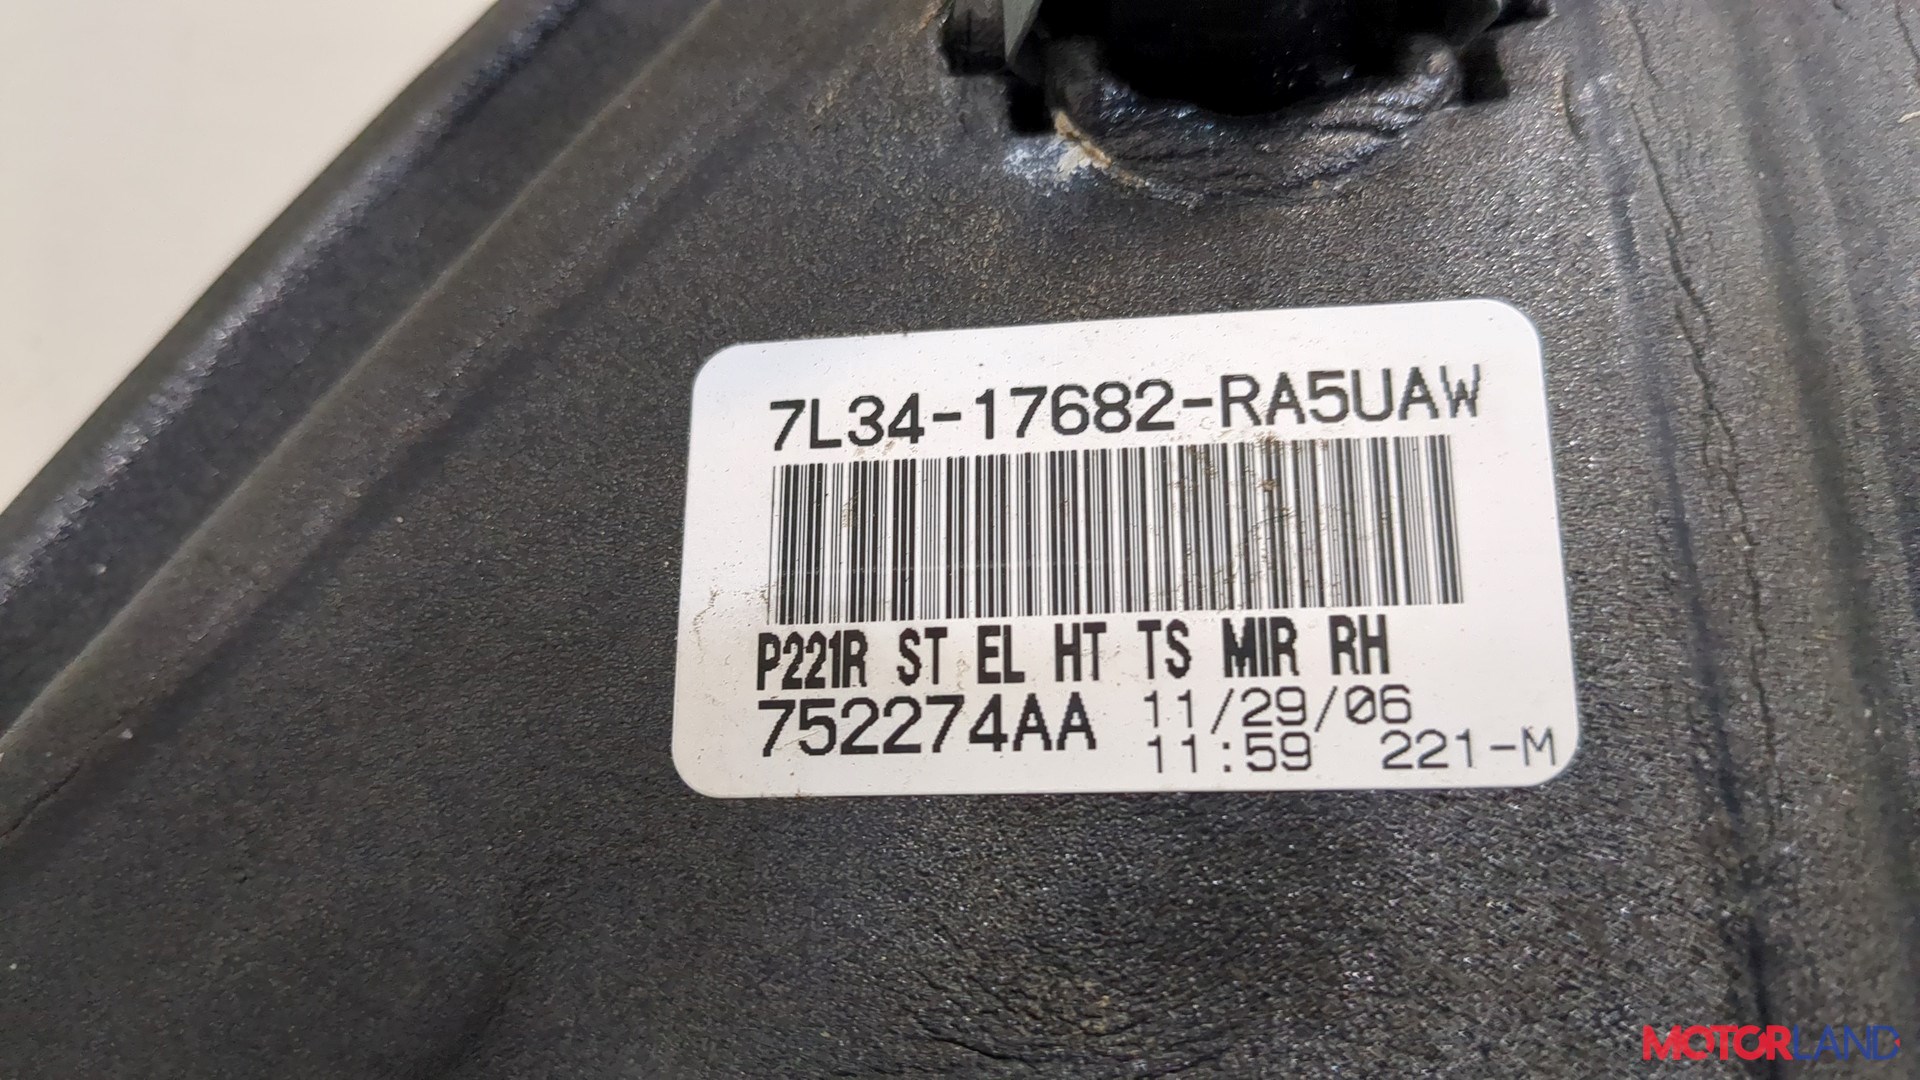 7L34-17682-RA5UAW
P221R ST EL HT TS MIR RH
752274AA 11/29/06
11:59 221-M
MOTORLAND